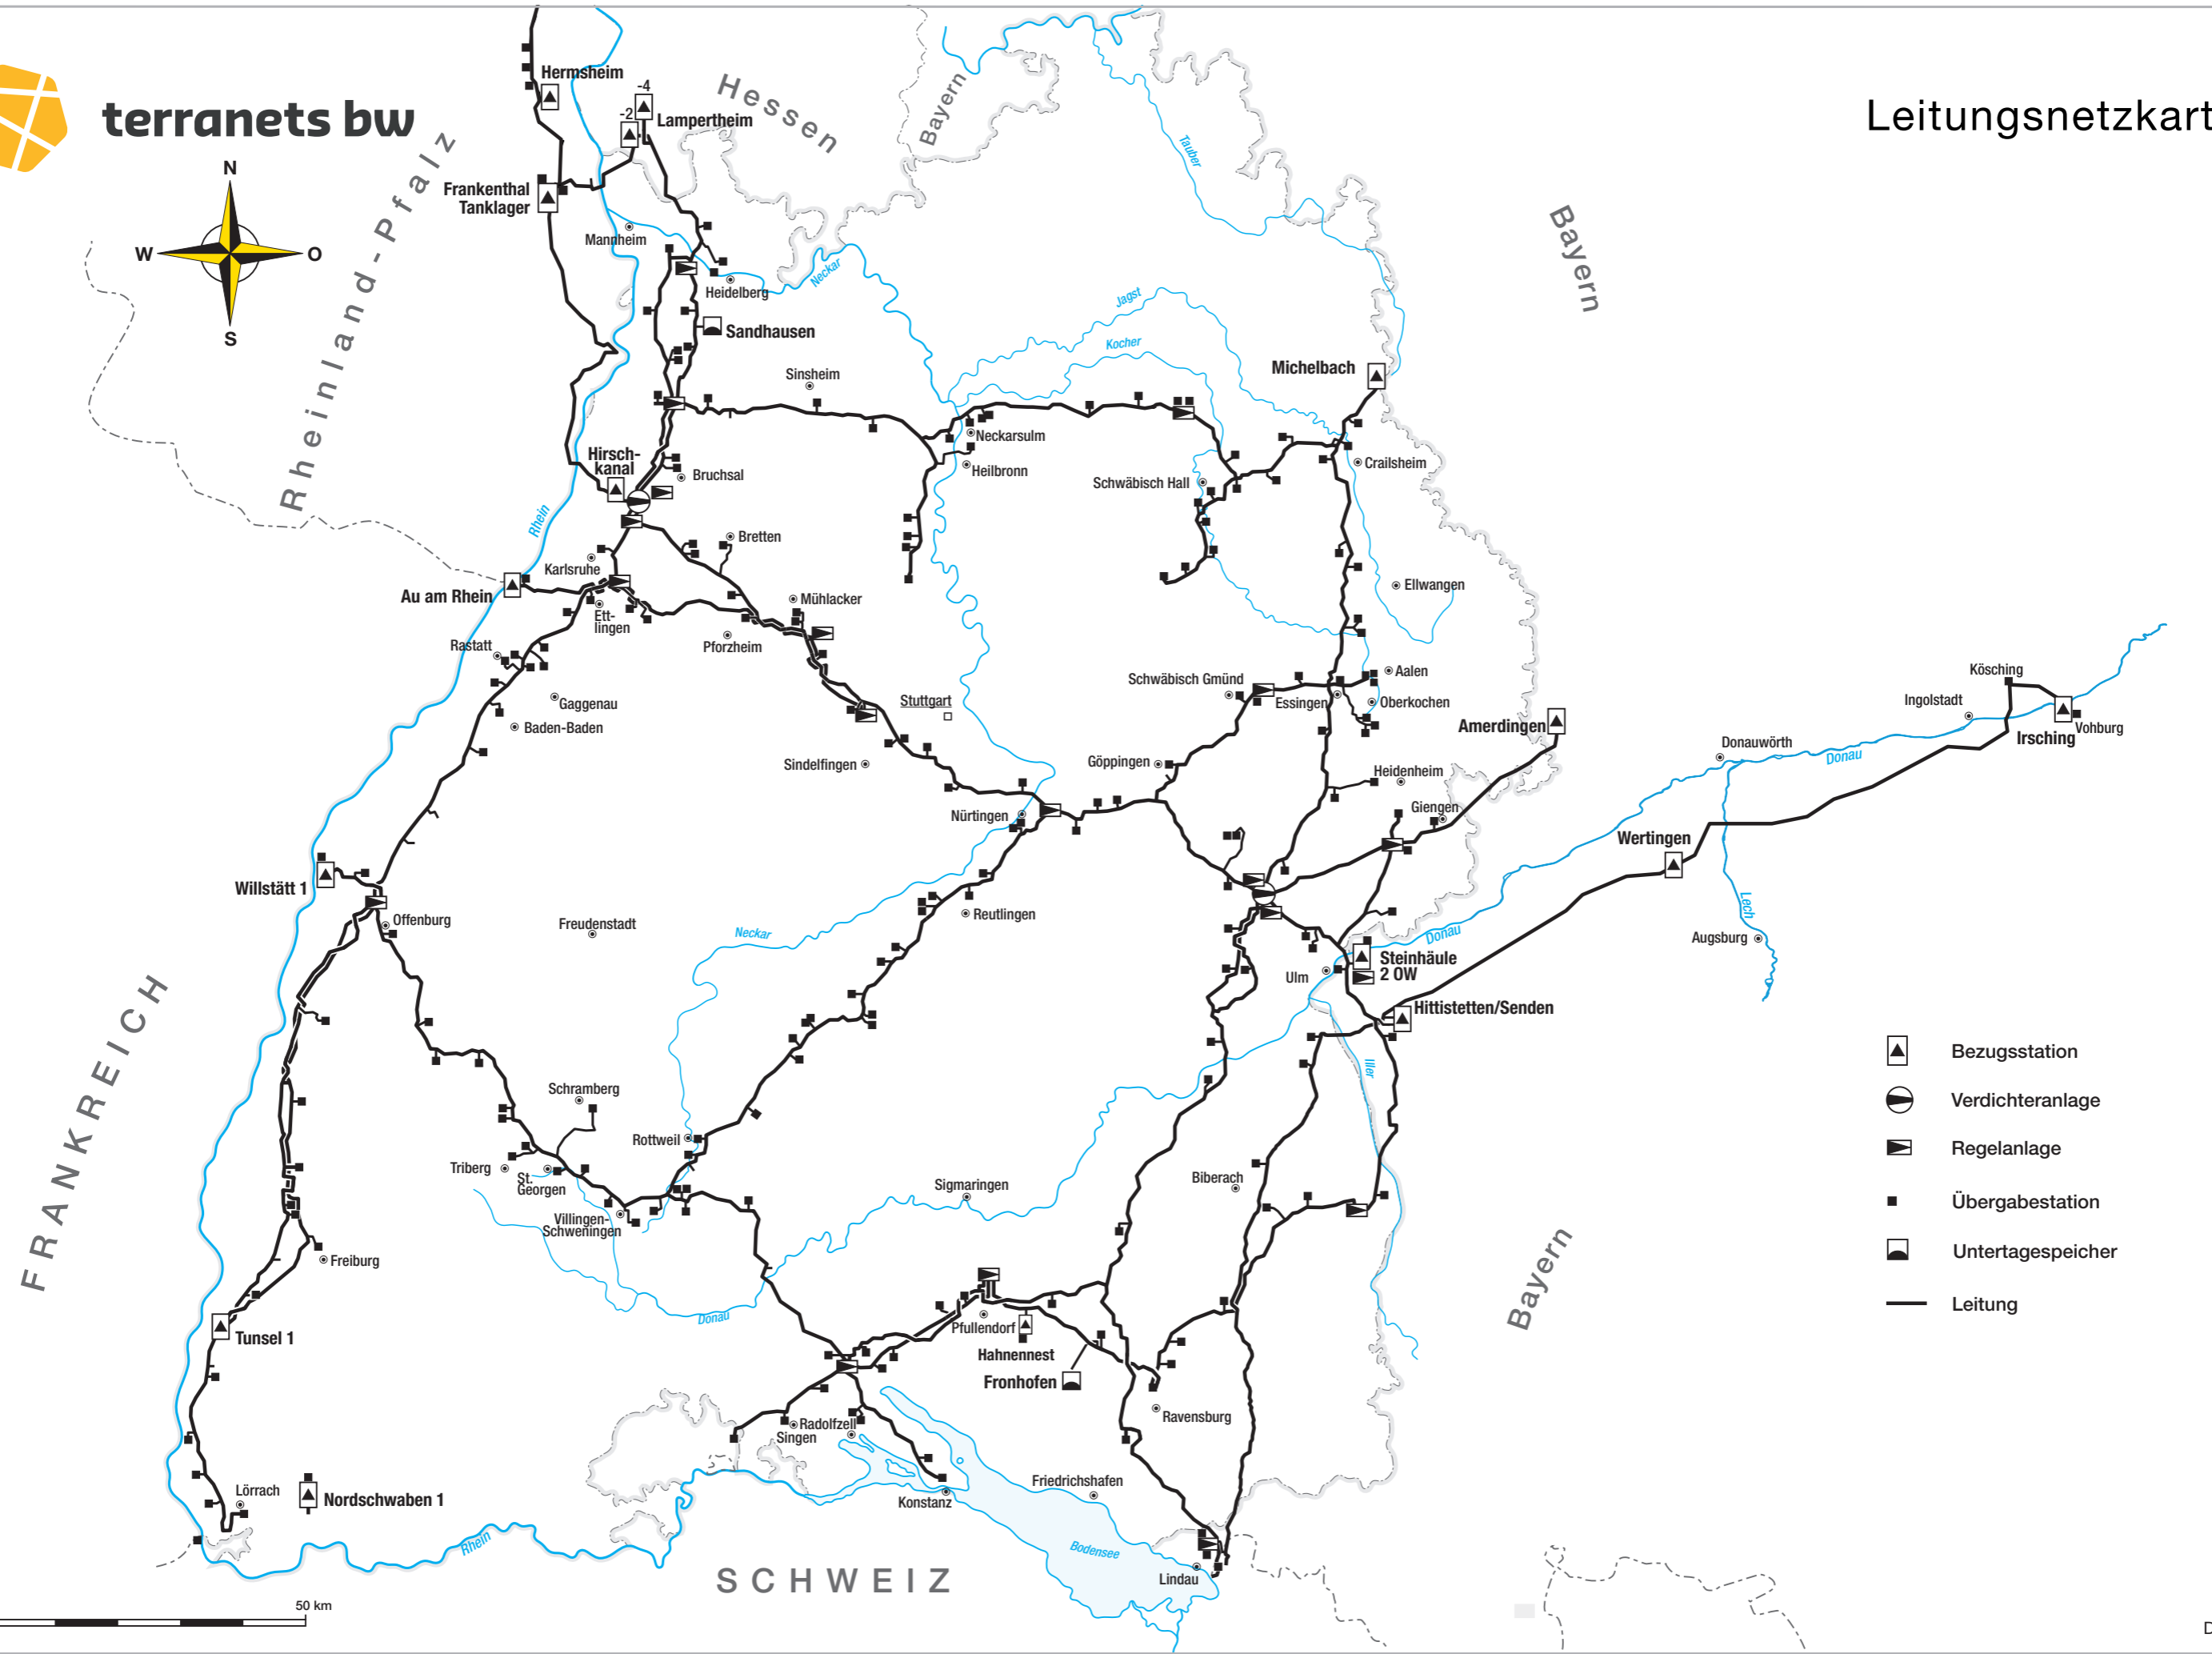 terranets bw
Leitungsnetzkart
N
W
O
S
Hermsheim
-4
-2
Lampertheim
Hessen
Bayern
Tauber
Frankenthal
Tanklager
Rheinland-Pfalz
Mannheim
Neckar
Heidelberg
Sandhausen
Bayern
Jagst
Kocher
Michelbach
Sinsheim
Neckarsulm
Heilbronn
Hirsch-
kanal
Bruchsal
Schwäbisch Hall
Crailsheim
Rhein
Bretten
Karlsruhe
Au am Rhein
Ett-
lingen
Mühlacker
Pforzheim
Ellwangen
Rastatt
Gaggenau
Baden-Baden
Stuttgart
Schwäbisch Gmünd
Essingen
Aalen
Oberkochen
Amerdingen
Kösching
Ingolstadt
Irsching
Vohburg
Donauwörth
Donau
Sindelfingen
Göppingen
Heidenheim
Giengen
Nürtingen
Wertingen
Willstätt 1
Offenburg
Freudenstadt
Neckar
Reutlingen
Donau
Lech
Augsburg
Ulm
Steinhäule
2 OW
Hittistetten/Senden
FRANKREICH
Iller
Bezugsstation
Verdichteranlage
Regelanlage
Übergabestation
Untertagespeicher
Leitung
Schramberg
Rottweil
Triberg
St.
Georgen
Villingen-
Schweningen
Sigmaringen
Biberach
Freiburg
Donau
Bayern
Tunsel 1
Pfullendorf
Hahnennest
Fronhofen
Ravensburg
Radolfzell
Singen
Lörrach
Nordschwaben 1
Konstanz
Friedrichshafen
Rhein
Bodensee
Lindau
SCHWEIZ
50 km
D